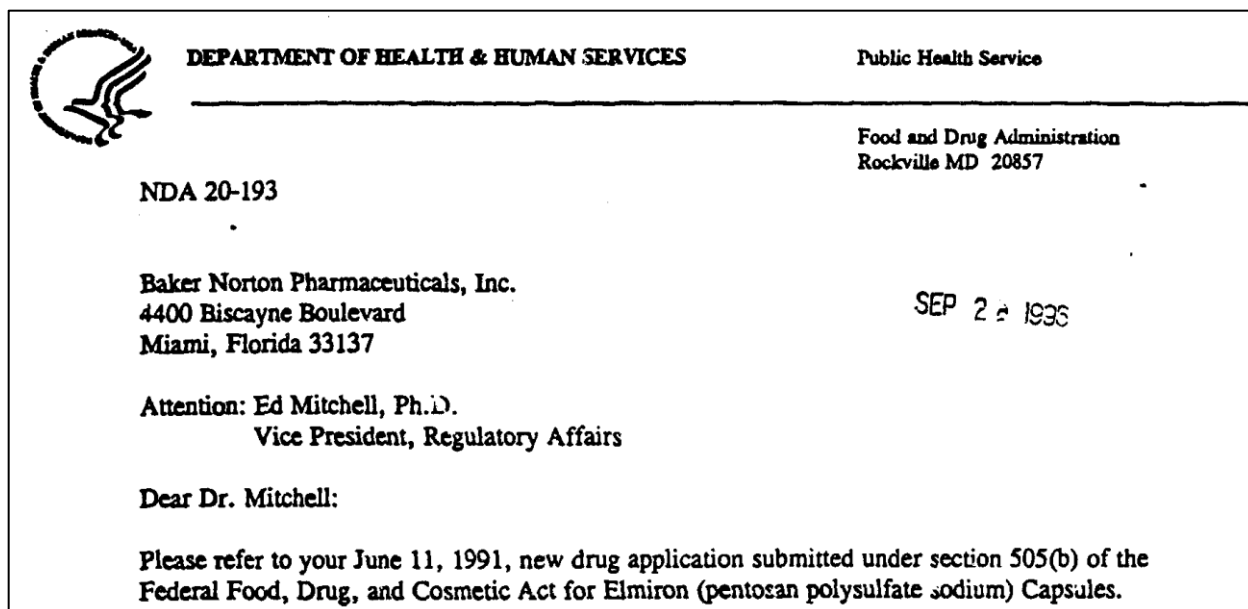 DEPARTMENT OF HEALTH & HUMAN SERVICES
Public Health Service
Food and Drug Administration
Rockville MD 20857
NDA 20-193
Baker Norton Pharmaceuticals, Inc.
4400 Biscayne Boulevard
Miami, Florida 33137
SEP 2
Attention: Ed Mitchell, Ph.D.
Vice President, Regulatory Affairs
Dear Dr. Mitchell:
Please refer to your June 11, 1991, new drug application submitted under section 505(b) of the
Federal Food, Drug, and Cosmetic Act for Elmiron (pentosan polysulfate sodium) Capsules.